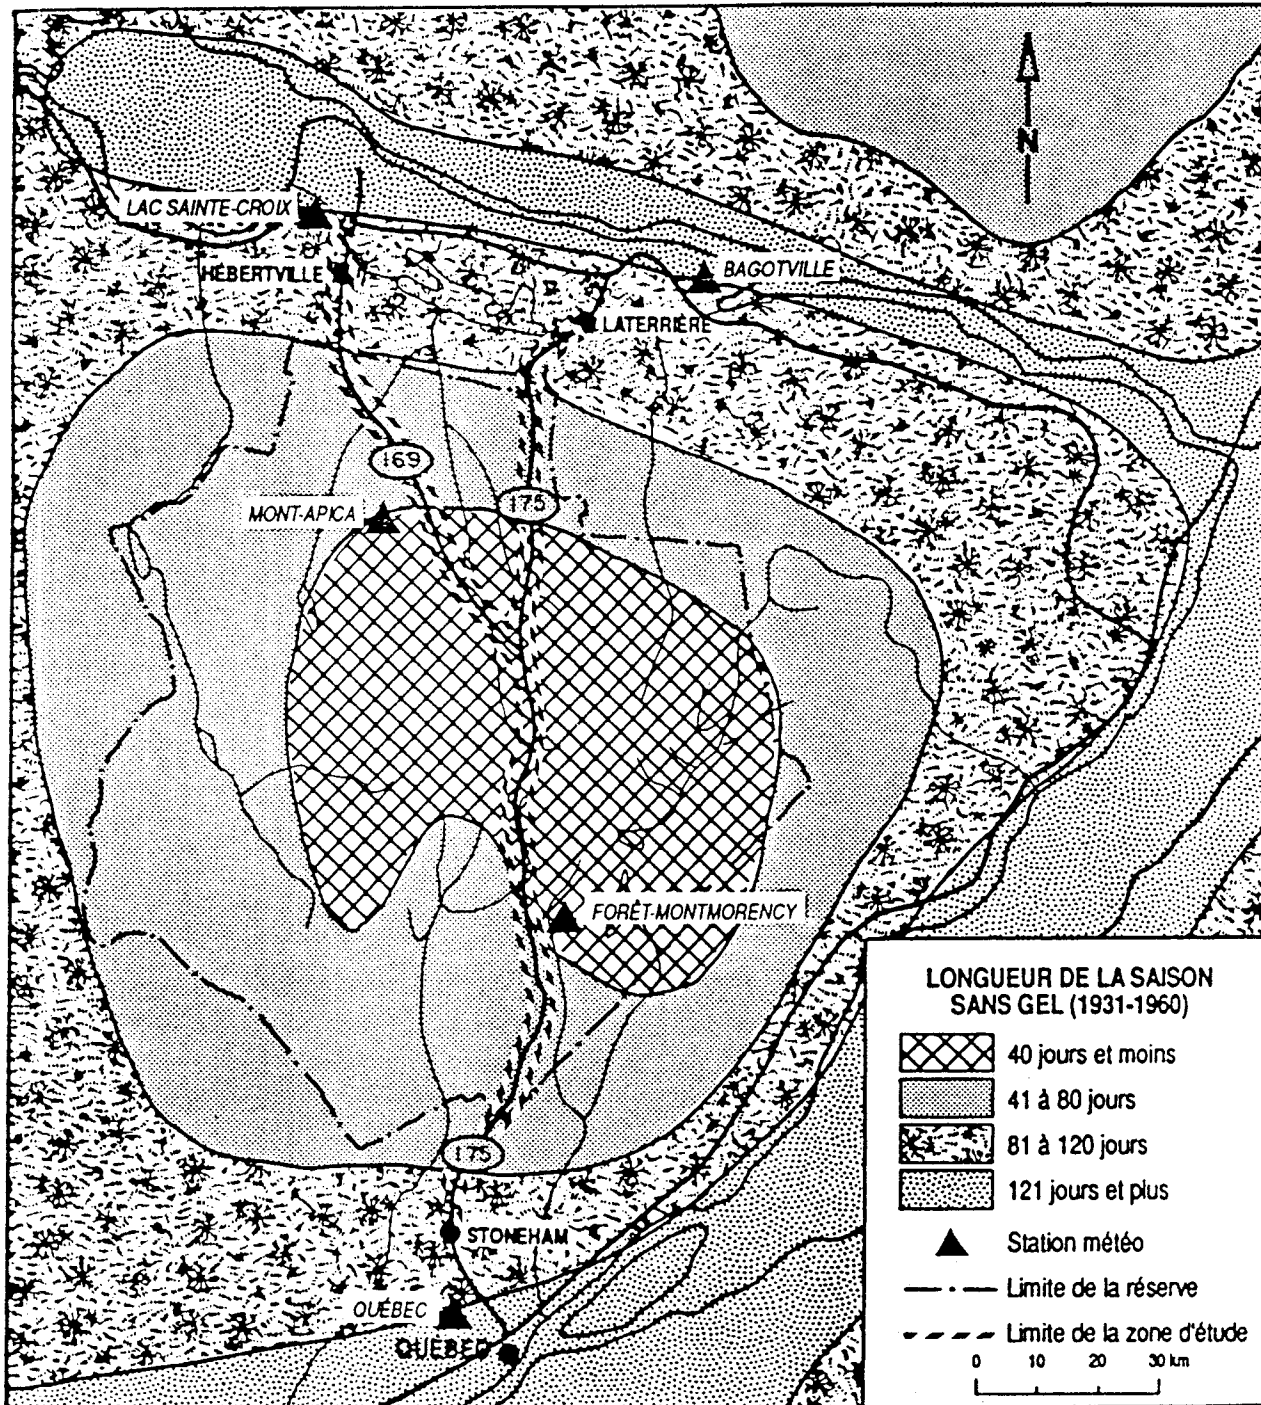 N
LAC SAINTE-CROIX
HÉBERTVILLE
BAGOTVILLE
LATERRIÈRE
169
175
MONT-APICA
FORÊT-MONTMORENCY
175
STONEHAM
QUÉBEC
QUÉBEC
LONGUEUR DE LA SAISON
SANS GEL (1931-1960)
40 jours et moins
41 à 80 jours
81 à 120 jours
121 jours et plus
Station météo
Limite de la réserve
Limite de la zone d'étude
0 10 20 30 km